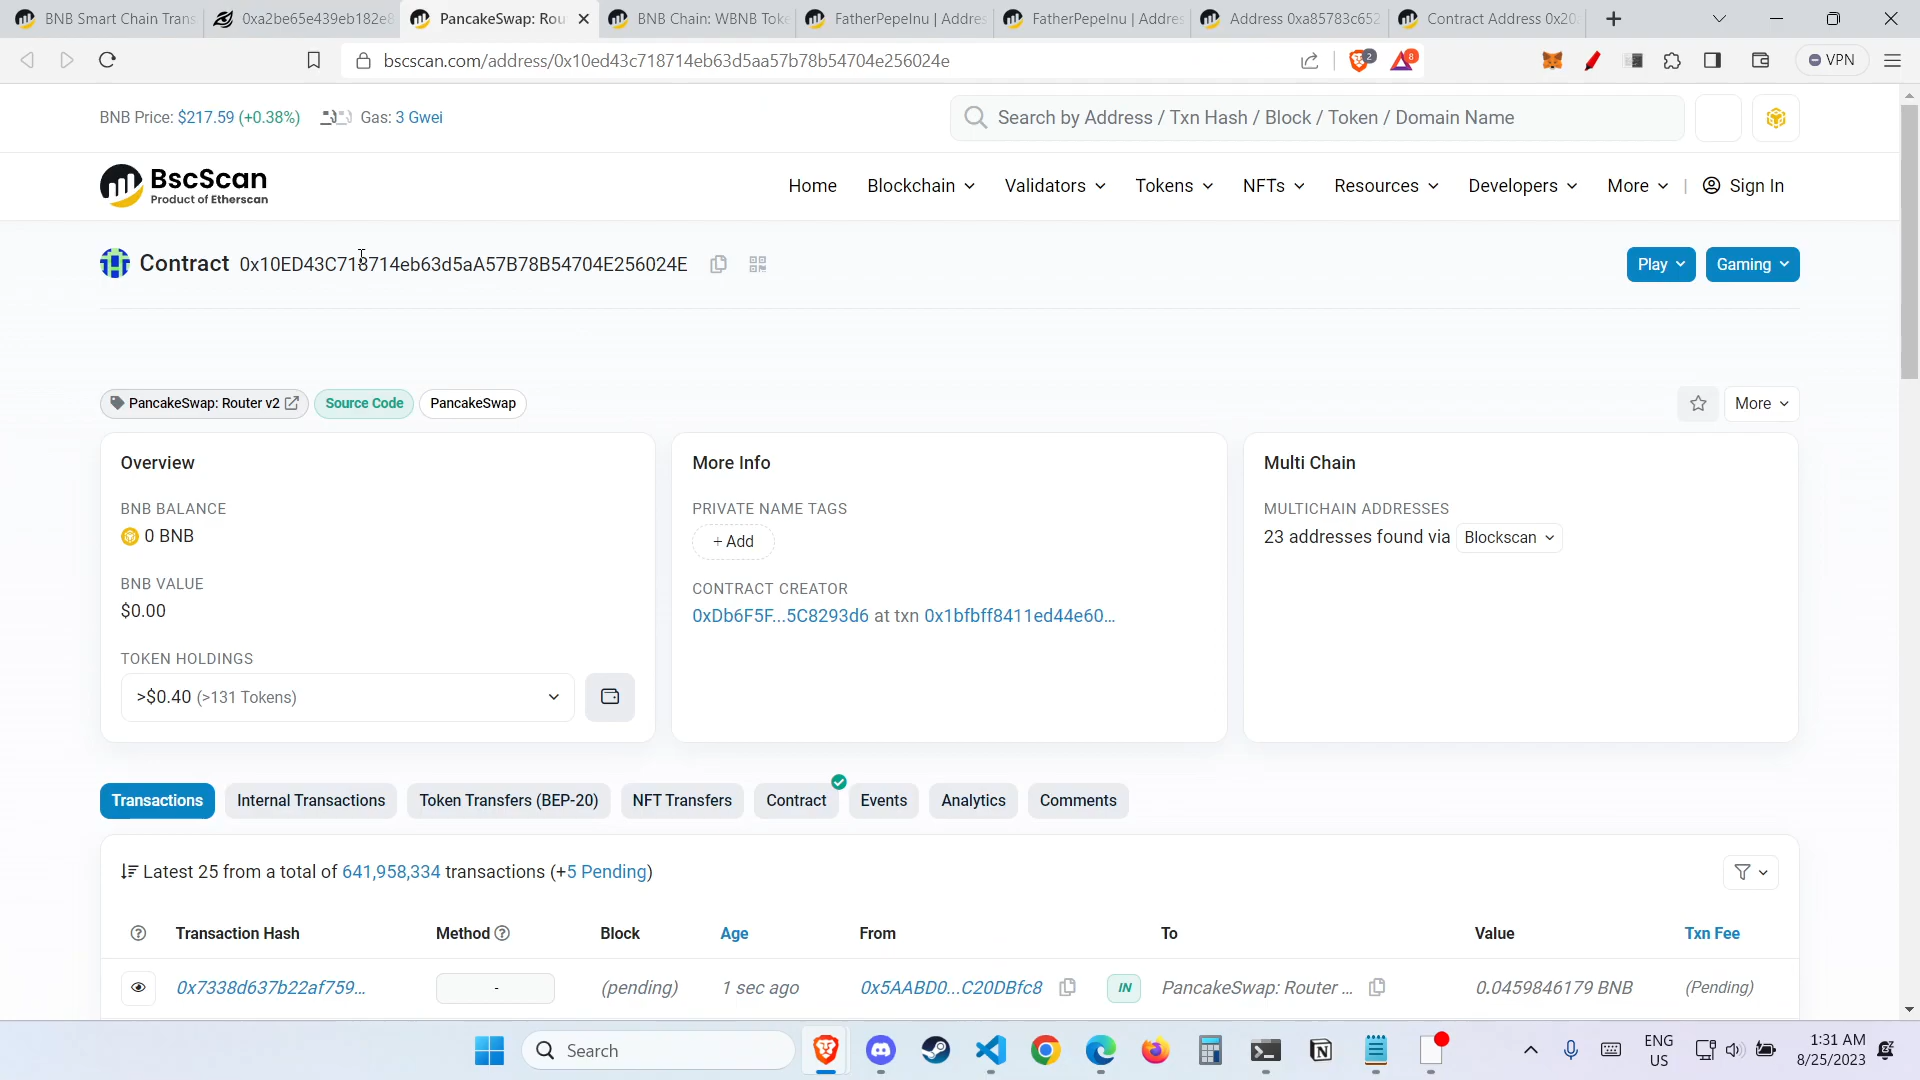 BNB Smart Chain Trans
0xa2be65e439eb182e8
PancakeSwap: Rou
BNB Chain: WBNB Toke
FatherPepeInu | Addres
FatherPepeInu | Addres
Address 0xa85783c652
Contract Address 0x20
bscscan.com/address/0x10ed43c718714eb63d5aa57b78b54704e256024e
2
8
VPN
BNB Price: $217.59 (+0.38%)
Gas: 3 Gwei
Search by Address / Txn Hash / Block / Token / Domain Name
BscScan
Product of Etherscan
Home
Blockchain
Validators
Tokens
NFTs
Resources
Developers
More
Sign In
Contract 0x10ED43C718714eb63d5aA57B78B54704E256024E
Play
Gaming
PancakeSwap: Router v2
Source Code
PancakeSwap
More
Overview
BNB BALANCE
0 BNB
BNB VALUE
$0.00
TOKEN HOLDINGS
>$0.40 (>131 Tokens)
More Info
PRIVATE NAME TAGS
+ Add
CONTRACT CREATOR
0xDb6F5F...5C8293d6 at txn 0x1bfbff8411ed44e60...
Multi Chain
MULTICHAIN ADDRESSES
23 addresses found via Blockscan
Transactions
Internal Transactions
Token Transfers (BEP-20)
NFT Transfers
Contract
Events
Analytics
Comments
Latest 25 from a total of 641,958,334 transactions (+5 Pending)
Transaction Hash
Method
Block
Age
From
To
Value
Txn Fee
0x7338d637b22af759...
-
(pending)
1 sec ago
0x5AABD0...C20DBfc8
IN
PancakeSwap: Router ...
0.0459846179 BNB
(Pending)
Search
ENG
US
1:31 AM
8/25/2023